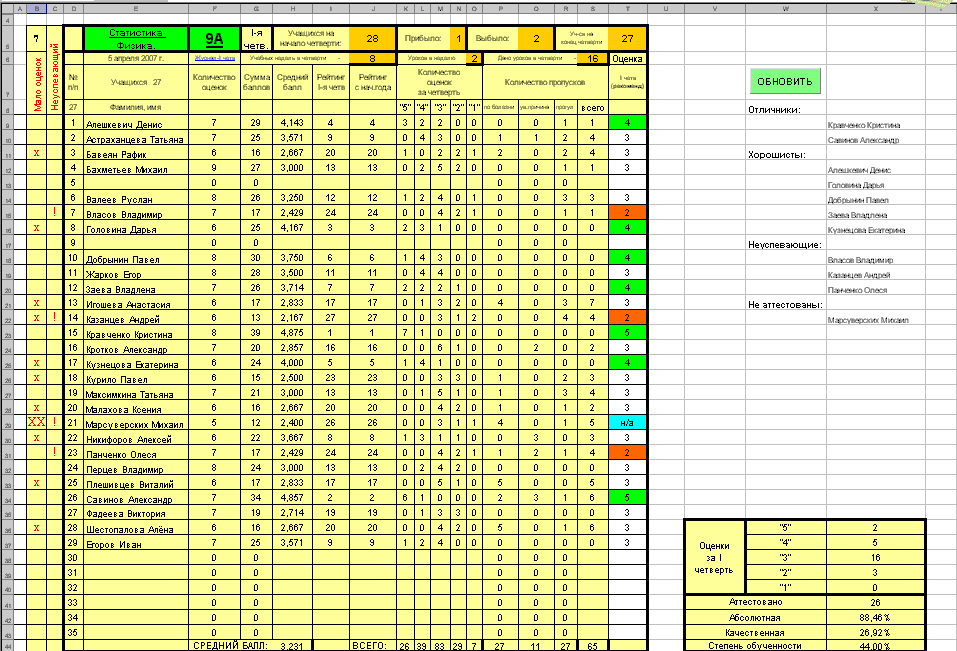 A B C D E F G H I J K L M N O P Q R S T U V W X
7 Статистика Физика. 9А I-я четв. Учащихся на начало четверти: 28 Прибыло: 1 Выбыло: 2 Уч-ся на конец четверти 27
5 апреля 2007 г. Журнал-II четв Учебных недель в четверти - 8 Уроков в неделю 2 Дано уроков в четверти - 16 Оценка
Мало оценок
Неуспевающий
№ п/п Учащихся 27 Количество оценок Сумма баллов Средний балл Рейтинг I-я четв Рейтинг с нач.года Количество оценок за четверть Количество пропусков I четв (рекоменд)
27 Фамилия, имя "5" "4" "3" "2" "1" по болезни ув.причина прогул всего
1 Алешкевич Денис 7 29 4,143 4 4 3 2 2 0 0 0 0 1 1 4
2 Астраханцева Татьяна 7 25 3,571 9 9 0 4 3 0 0 1 1 2 4 3
x 3 Бавеян Рафик 6 16 2,667 20 20 1 0 2 2 1 2 0 2 4 3
4 Бахметьев Михаил 9 27 3,000 13 13 0 2 5 2 0 0 0 1 1 3
5 0 0 0 0 0
6 Валеев Руслан 8 26 3,250 12 12 1 2 4 0 1 0 0 3 3 3
! 7 Власов Владимир 7 17 2,429 24 24 0 0 4 2 1 0 0 1 1 2
x 8 Головина Дарья 6 25 4,167 3 3 2 3 1 0 0 0 0 0 0 4
9 0 0 0 0 0
10 Добрынин Павел 8 30 3,750 6 6 1 4 3 0 0 0 0 0 0 4
11 Жарков Егор 8 28 3,500 11 11 0 4 4 0 0 0 0 0 0 3
12 Заева Владлена 7 26 3,714 7 7 2 2 2 1 0 0 0 0 0 4
x 13 Игошева Анастасия 6 17 2,833 17 17 0 1 3 2 0 4 0 3 7 3
x ! 14 Казанцев Андрей 6 13 2,167 27 27 0 0 3 1 2 0 0 4 4 2
15 Кравченко Кристина 8 39 4,875 1 1 7 1 0 0 0 0 0 0 0 5
16 Кротков Александр 7 20 2,857 16 16 0 0 6 1 0 0 2 0 2 3
x 17 Кузнецова Екатерина 6 24 4,000 5 5 1 4 1 0 0 0 0 0 0 4
x 18 Курило Павел 6 15 2,500 23 23 0 0 3 3 0 1 0 2 3 3
19 Максимкина Татьяна 7 21 3,000 13 13 0 1 5 1 0 1 0 3 4 3
x 20 Малахова Ксения 6 16 2,667 20 20 0 0 4 2 0 1 0 1 2 3
XX ! 21 Марсуверских Михаил 5 12 2,400 26 26 0 0 3 1 1 4 0 1 5 н/а
x 22 Никифоров Алексей 6 22 3,667 8 8 1 3 1 1 0 0 3 0 3 3
! 23 Панченко Олеся 7 17 2,429 24 24 0 0 4 2 1 1 2 1 4 2
24 Перцев Владимир 8 24 3,000 13 13 0 2 4 2 0 0 0 0 0 3
x 25 Плешивцев Виталий 6 17 2,833 17 17 0 0 5 1 0 5 0 0 5 3
26 Савинов Александр 7 34 4,857 2 2 6 1 0 0 0 2 3 1 6 5
27 Фадеева Виктория 7 19 2,714 19 19 0 1 3 3 0 0 0 0 0 3
x 28 Шестопалова Алёна 6 16 2,667 20 20 0 0 4 2 0 5 0 1 6 3
29 Егоров Иван 7 25 3,571 9 9 0 4 3 0 0 1 0 0 1 3
30 0 0 0 0 0
31 0 0 0 0 0
32 0 0 0 0 0
33 0 0 0 0 0
34 0 0 0 0 0
35 0 0 0 0 0
СРЕДНИЙ БАЛЛ: 3,231 ВСЕГО: 26 39 83 29 7 27 11 27 65
ОБНОВИТЬ
Отличники:
Кравченко Кристина
Савинов Александр
Хорошисты:
Алешкевич Денис
Головина Дарья
Добрынин Павел
Заева Владлена
Кузнецова Екатерина
Неуспевающие:
Власов Владимир
Казанцев Андрей
Панченко Олеся
Не аттестованы:
Марсуверских Михаил
Оценки за I четверть
"5" 2
"4" 5
"3" 16
"2" 3
"1" 0
Аттестовано 26
Абсолютная 88,46%
Качественная 26,92%
Степень обученности 44,00%